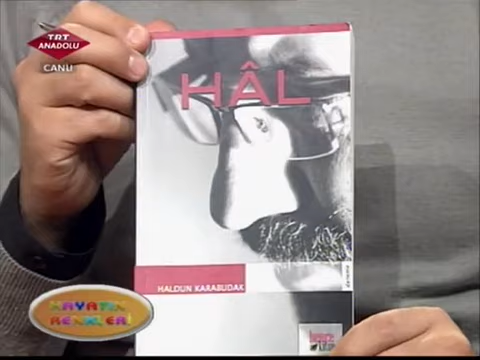 TRT
ANADOLU
CANLI
HÂL
HALDUN KARABUDAK
HAYATIN
RENKLERİ